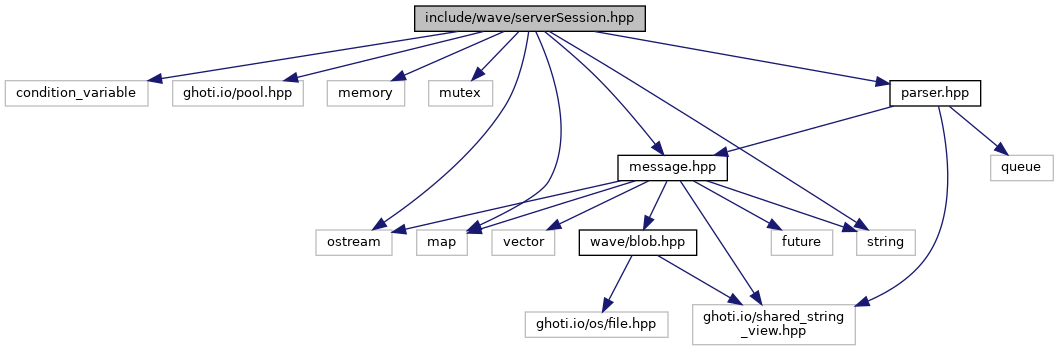 include/wave/serverSession.hpp
condition_variable
ghoti.io/pool.hpp
memory
mutex
parser.hpp
message.hpp
queue
ostream
map
vector
wave/blob.hpp
future
string
ghoti.io/os/file.hpp
ghoti.io/shared_string
_view.hpp